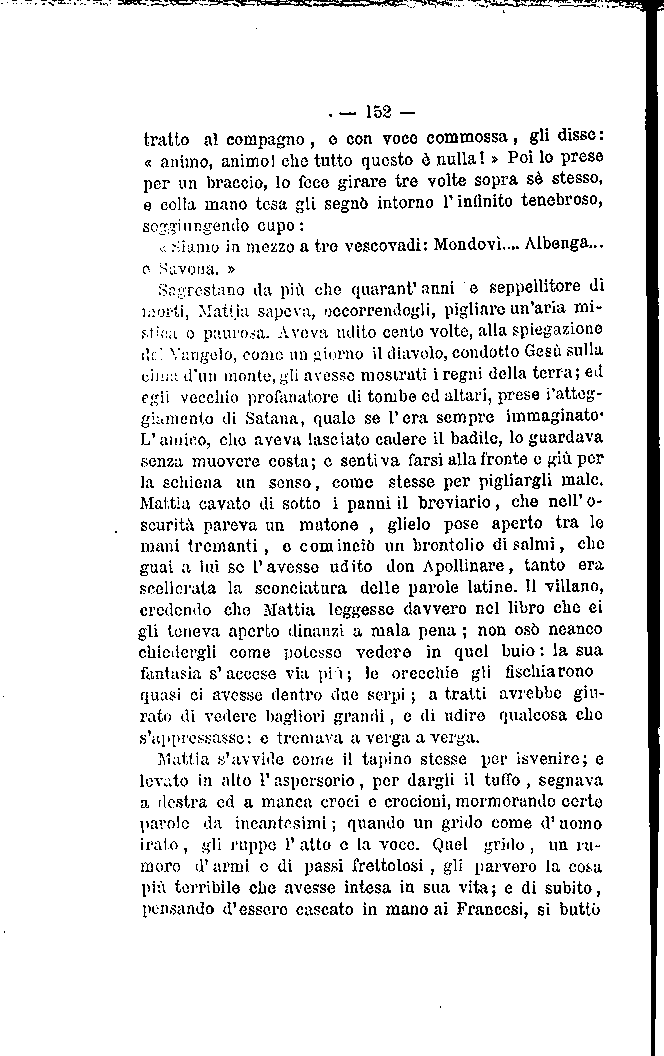 — 152 —
tratto al compagno, e con voce commossa, gli disse:
« animo, animo! che tutto questo è nulla! » Poi lo prese
per un braccio, lo fece girare tre volte sopra sè stesso,
e colla mano tesa gli segnò intorno l'infinito tenebroso,
soggiungendo cupo:
« Siamo in mezzo a tre vescovadi: Mondovì.... Albenga...
e Savona. »
Sagrestano da più che quarant'anni e seppellitore di
morti, Mattia sapeva, occorrendogli, pigliare un'aria mi-
stica o paurosa. Aveva udito cento volte, alla spiegazione
del Vangelo, come un giorno il diavolo, condotto Gesù sulla
cima d'un monte, gli avesse mostrati i regni della terra; ed
egli vecchio profanatore di tombe ed altari, prese l'atteg-
giamento di Satana, quale se l'era sempre immaginato.
L'amico, che aveva lasciato cadere il badile, lo guardava
senza muovere costa; e sentiva farsi alla fronte e giù per
la schiena un senso, come stesse per pigliargli male.
Mattia cavato di sotto i panni il breviario, che nell'o-
scurità pareva un mattone, glielo pose aperto tra le
mani tremanti, e cominciò un brontolio di salmi, che
guai a lui se l'avesse udito don Apollinare, tanto era
scellerata la sconciatura delle parole latine. Il villano,
credendo che Mattia leggesse davvero nel libro che ei
gli teneva aperto dinanzi a mala pena; non osò neanco
chiedergli come potesse vedere in quel buio: la sua
fantasia s'accese via più; le orecchie gli fischiarono
quasi ci avesse dentro due serpi; a tratti avrebbe giu-
rato di vedere bagliori grandi, e di udire qualcosa che
s'appressasse: e tremava a verga a verga.
Mattia s'avvide come il tapino stesse per isvenire; e
levato in alto l'aspersorio, per dargli il tuffo, segnava
a destra ed a manca croci e crocioni, mormorando certe
parole da incantesimi; quando un grido come d'uomo
irato, gli ruppe l'atto e la voce. Quel grido, un ru-
more d'armi e di passi frettolosi, gli parvero la cosa
più terribile che avesse intesa in sua vita; e di subito,
pensando d'essere cascato in mano ai Francesi, si buttò